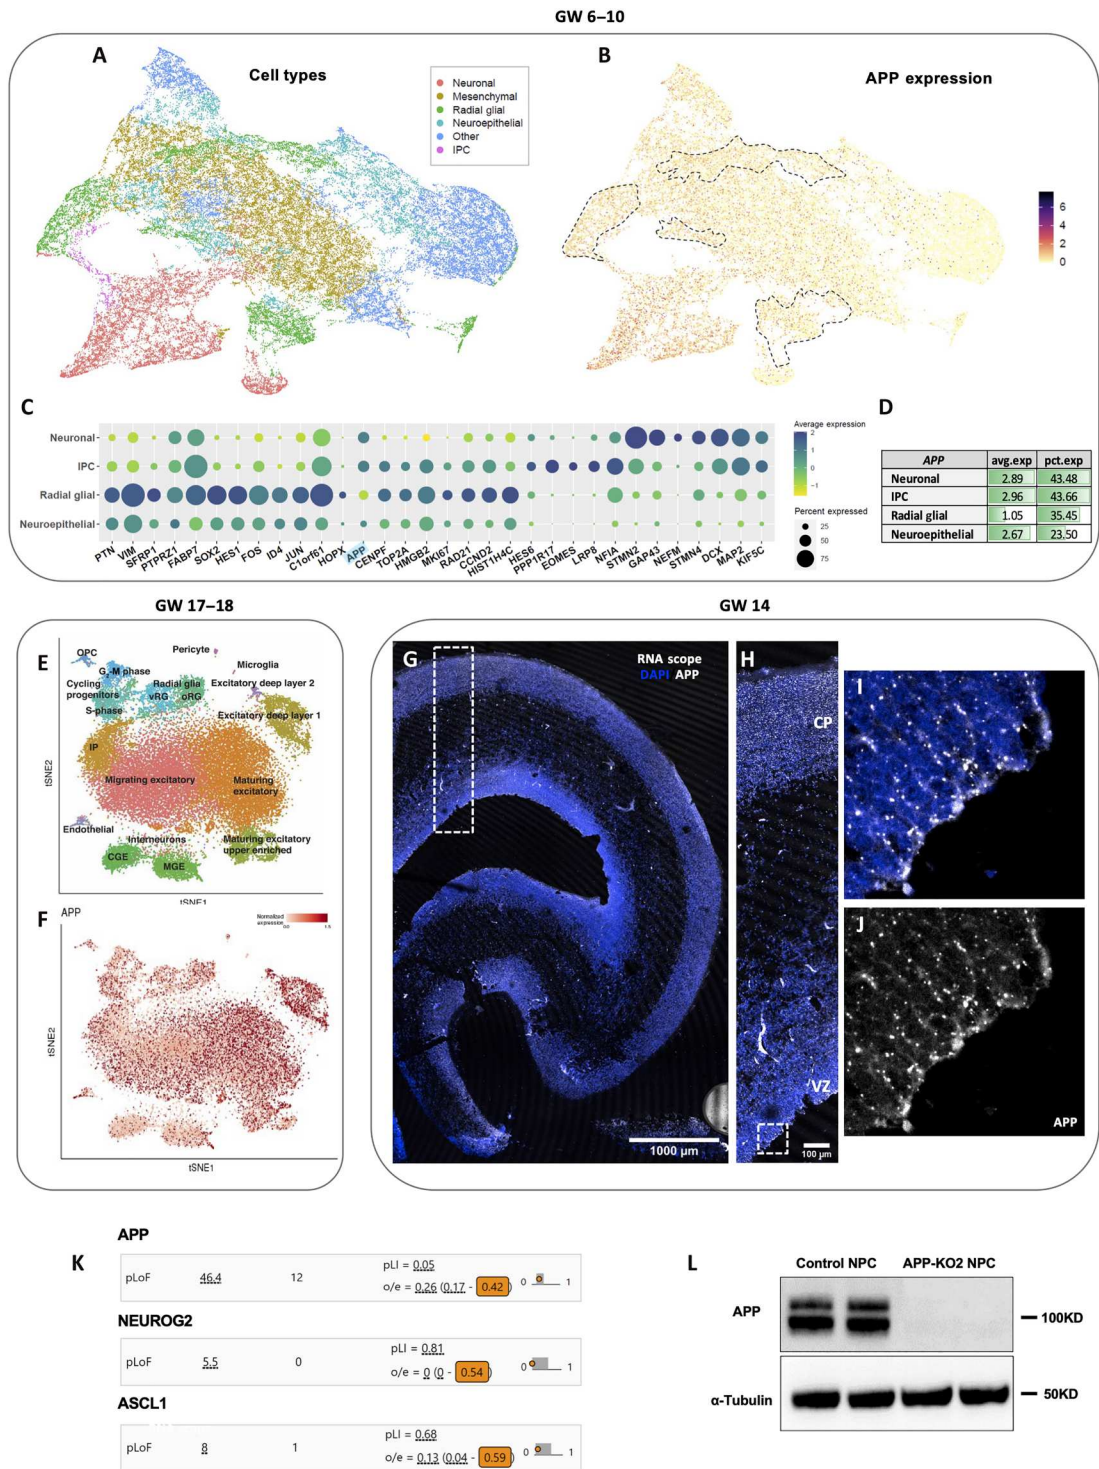 GW 6–10
A
Cell types
Neuronal
Mesenchymal
Radial glial
Neuroepithelial
Other
IPC
B
APP expression
6
4
2
0
C
Neuronal
IPC
Radial glial
Neuroepithelial
PTN VIM SFRP1 PTPRZ1 FABP7 SOX2 HES1 FOS ID4 JUN C1orf61 HOPX APP CENPF TOP2A HMGB2 MKI67 RAD21 CCND2 HIST1H4C HES6 PPP1R17 EOMES LRP8 NFIA STMN2 GAP43 NEFM STMN4 DCX MAP2 KIF5C
Average expression
2
1
0
−1
Percent expressed
25
50
75
D
APP avg.exp pct.exp
Neuronal 2.89 43.48
IPC 2.96 43.66
Radial glial 1.05 35.45
Neuroepithelial 2.67 23.50
GW 17–18
E
OPC
Pericyte
G2-M phase
Microglia
Cycling progenitors
Radial glia
vRG oRG
Excitatory deep layer 2
S-phase
Excitatory deep layer 1
IP
Migrating excitatory
Maturing excitatory
Endothelial
Interneurons
Maturing excitatory upper enriched
CGE
MGE
tSNE2
tSNE1
F
APP
Normalized expression
0.0 1.5
tSNE2
tSNE1
GW 14
G
RNA scope
DAPI APP
1000 μm
H
CP
VZ
100 μm
I
J
APP
K
APP
pLoF 46.4 12 pLI = 0.05
o/e = 0.26 (0.17 - 0.42) 0 1
NEUROG2
pLoF 5.5 0 pLI = 0.81
o/e = 0 (0 - 0.54) 0 1
ASCL1
pLoF 8 1 pLI = 0.68
o/e = 0.13 (0.04 - 0.59) 0 1
L
Control NPC APP-KO2 NPC
APP
100KD
α-Tubulin
50KD